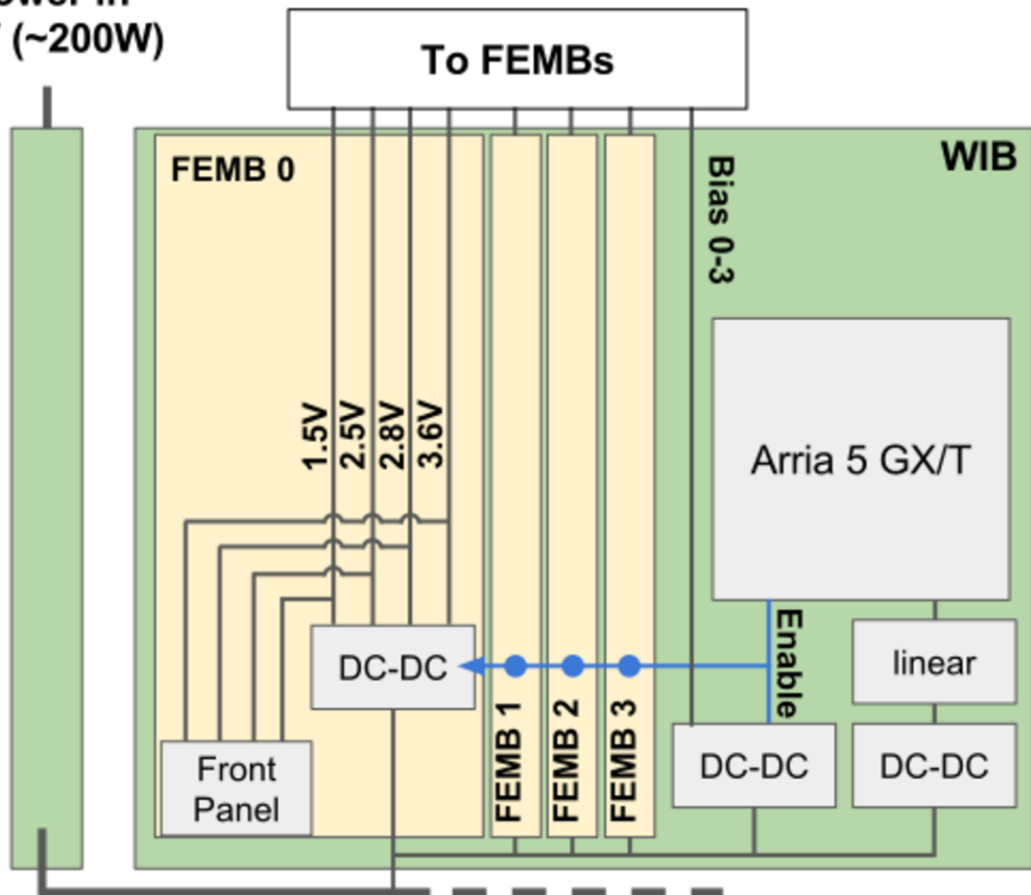 (~200W)
To FEMBs
FEMB 0
WIB
Bias 0-3
1.5V
2.5V
2.8V
3.6V
Arria 5 GX/T
Enable
linear
DC-DC
FEMB 1
FEMB 2
FEMB 3
DC-DC
DC-DC
Front
Panel